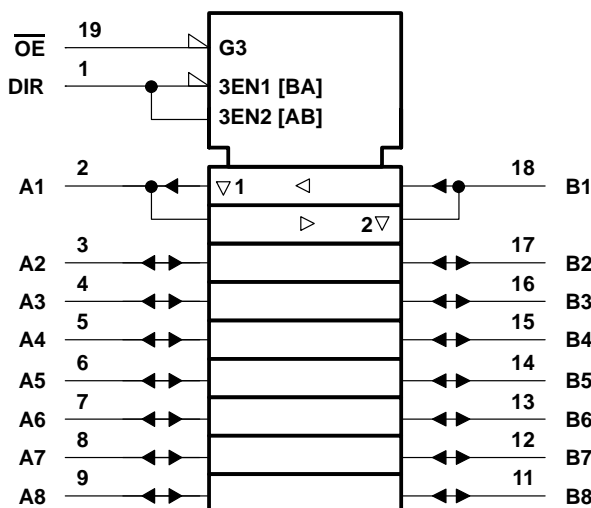 19
OE G3
1
DIR 3EN1 [BA]
3EN2 [AB]
2 18
A1 ▽1 ◁ B1
▷ 2▽
3 17
A2 B2
4 16
A3 B3
5 15
A4 B4
6 14
A5 B5
7 13
A6 B6
8 12
A7 B7
9 11
A8 B8